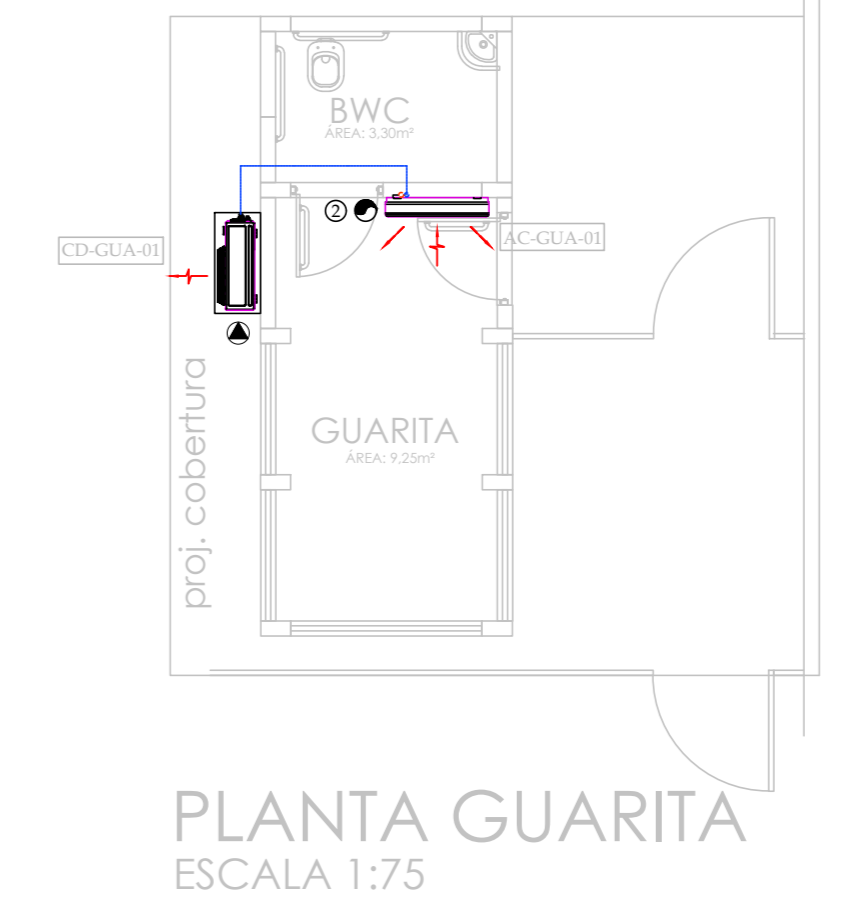 BWC
ÁREA: 3,30m²
2
CD-GUA-01
AC-GUA-01
proj. cobertura
GUARITA
ÁREA: 9,25m²
PLANTA GUARITA
ESCALA 1:75